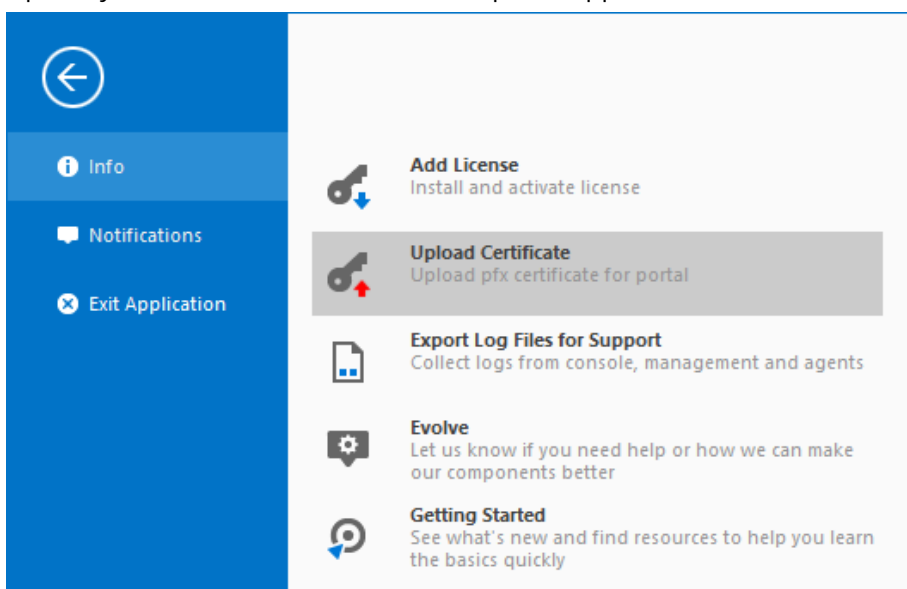 Info
Notifications
Exit Application
Add License
Install and activate license
Upload Certificate
Upload pfx certificate for portal
Export Log Files for Support
Collect logs from console, management and agents
Evolve
Let us know if you need help or how we can make
our components better
Getting Started
See what's new and find resources to help you learn
the basics quickly